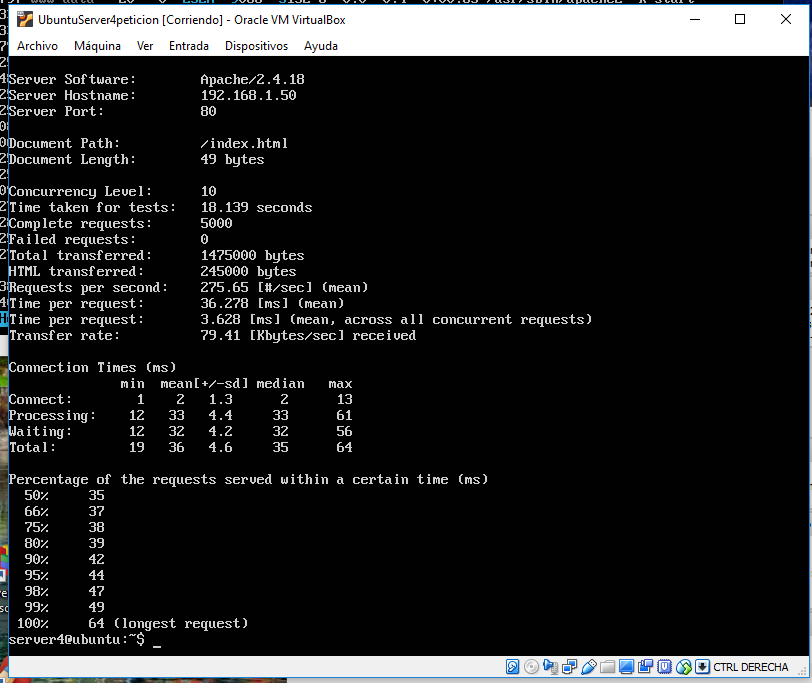 UbuntuServer4peticion [Corriendo] - Oracle VM VirtualBox
Archivo Máquina Ver Entrada Dispositivos Ayuda
Server Software: Apache/2.4.18
Server Hostname: 192.168.1.50
Server Port: 80
Document Path: /index.html
Document Length: 49 bytes
Concurrency Level: 10
Time taken for tests: 18.139 seconds
Complete requests: 5000
Failed requests: 0
Total transferred: 1475000 bytes
HTML transferred: 245000 bytes
Requests per second: 275.65 [#/sec] (mean)
Time per request: 36.278 [ms] (mean)
Time per request: 3.628 [ms] (mean, across all concurrent requests)
Transfer rate: 79.41 [Kbytes/sec] received
Connection Times (ms)
min mean[+/-sd] median max
Connect: 1 2 1.3 2 13
Processing: 12 33 4.4 33 61
Waiting: 12 32 4.2 32 56
Total: 19 36 4.6 35 64
Percentage of the requests served within a certain time (ms)
50% 35
66% 37
75% 38
80% 39
90% 42
95% 44
98% 47
99% 49
100% 64 (longest request)
server4@ubuntu:~$ _
CTRL DERECHA